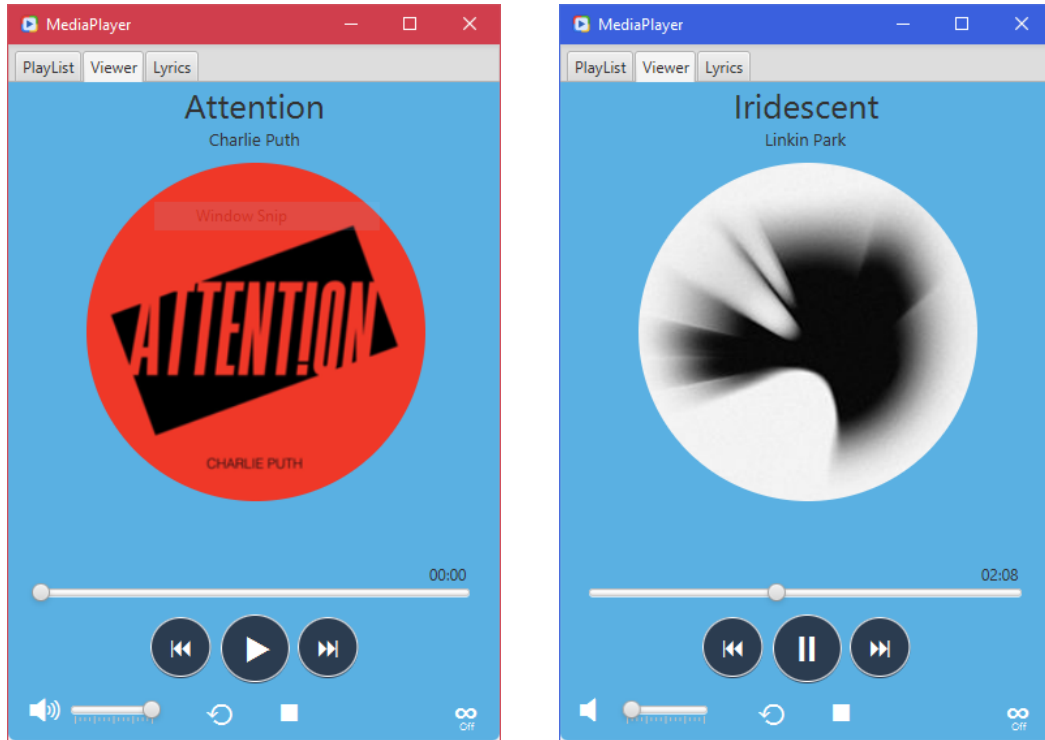 MediaPlayer
PlayList Viewer Lyrics
Attention
Charlie Puth
Window Snip
ATTENT!ON
CHARLIE PUTH
00:00
Off
MediaPlayer
PlayList Viewer Lyrics
Iridescent
Linkin Park
02:08
Off